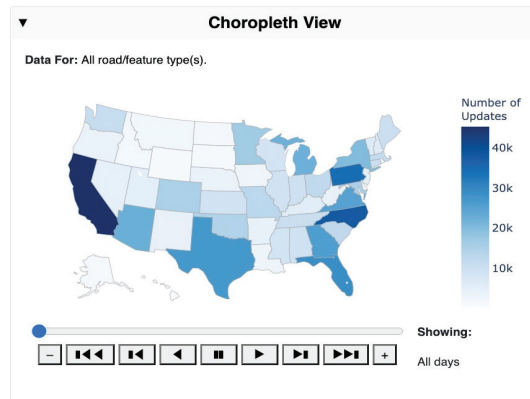 Choropleth View
Data For: All road/feature type(s).
Number of
Updates
40k
30k
20k
10k
Showing:
All days